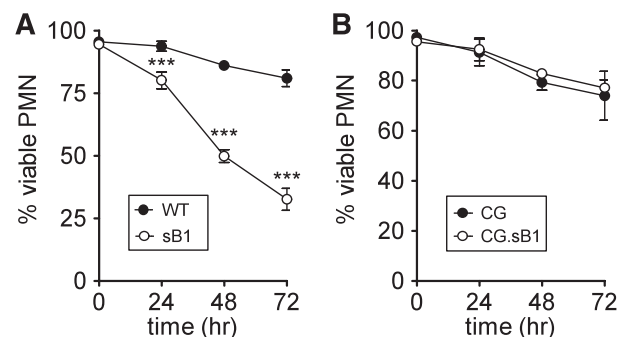 A
% viable PMN
100
75
50
25
0
***
***
***
WT
sB1
0 24 48 72
time (hr)
B
% viable PMN
100
80
60
40
20
0
CG
CG.sB1
0 24 48 72
time (hr)